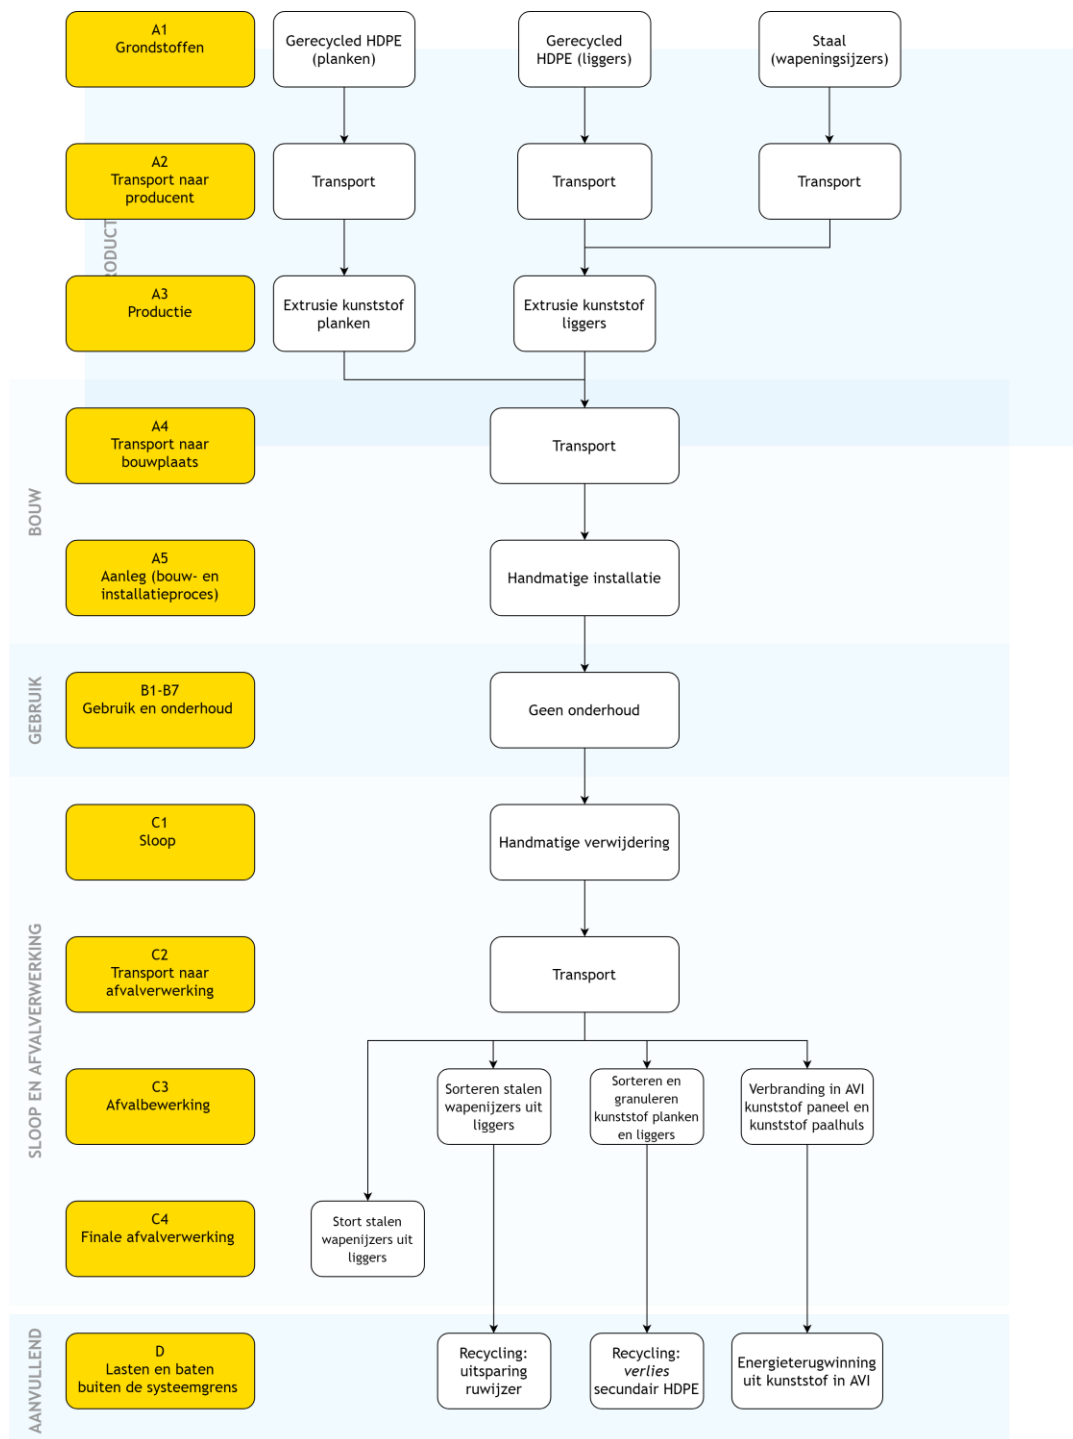 A1
Grondstoffen
Gerecycled HDPE
(planken)
Gerecycled
HDPE (liggers)
Staal
(wapeningsijzers)
A2
Transport naar
producent
Transport
Transport
Transport
RODUCT
A3
Productie
Extrusie kunststof
planken
Extrusie kunststof
liggers
BOUW
A4
Transport naar
bouwplaats
Transport
A5
Aanleg (bouw- en
installatieproces)
Handmatige installatie
GEBRUIK
B1-B7
Gebruik en onderhoud
Geen onderhoud
SLOOP EN AFVALVERWERKING
C1
Sloop
Handmatige verwijdering
C2
Transport naar
afvalverwerking
Transport
C3
Afvalbewerking
Sorteren stalen
wapenijzers uit
liggers
Sorteren en
granuleren
kunststof planken
en liggers
Verbranding in AVI
kunststof paneel en
kunststof paalhuls
C4
Finale afvalverwerking
Stort stalen
wapenijzers uit
liggers
AANVULLEND
D
Lasten en baten
buiten de systeemgrens
Recycling:
uitsparing
ruwijzer
Recycling:
verlies
secundair HDPE
Energieterugwinning
uit kunststof in AVI